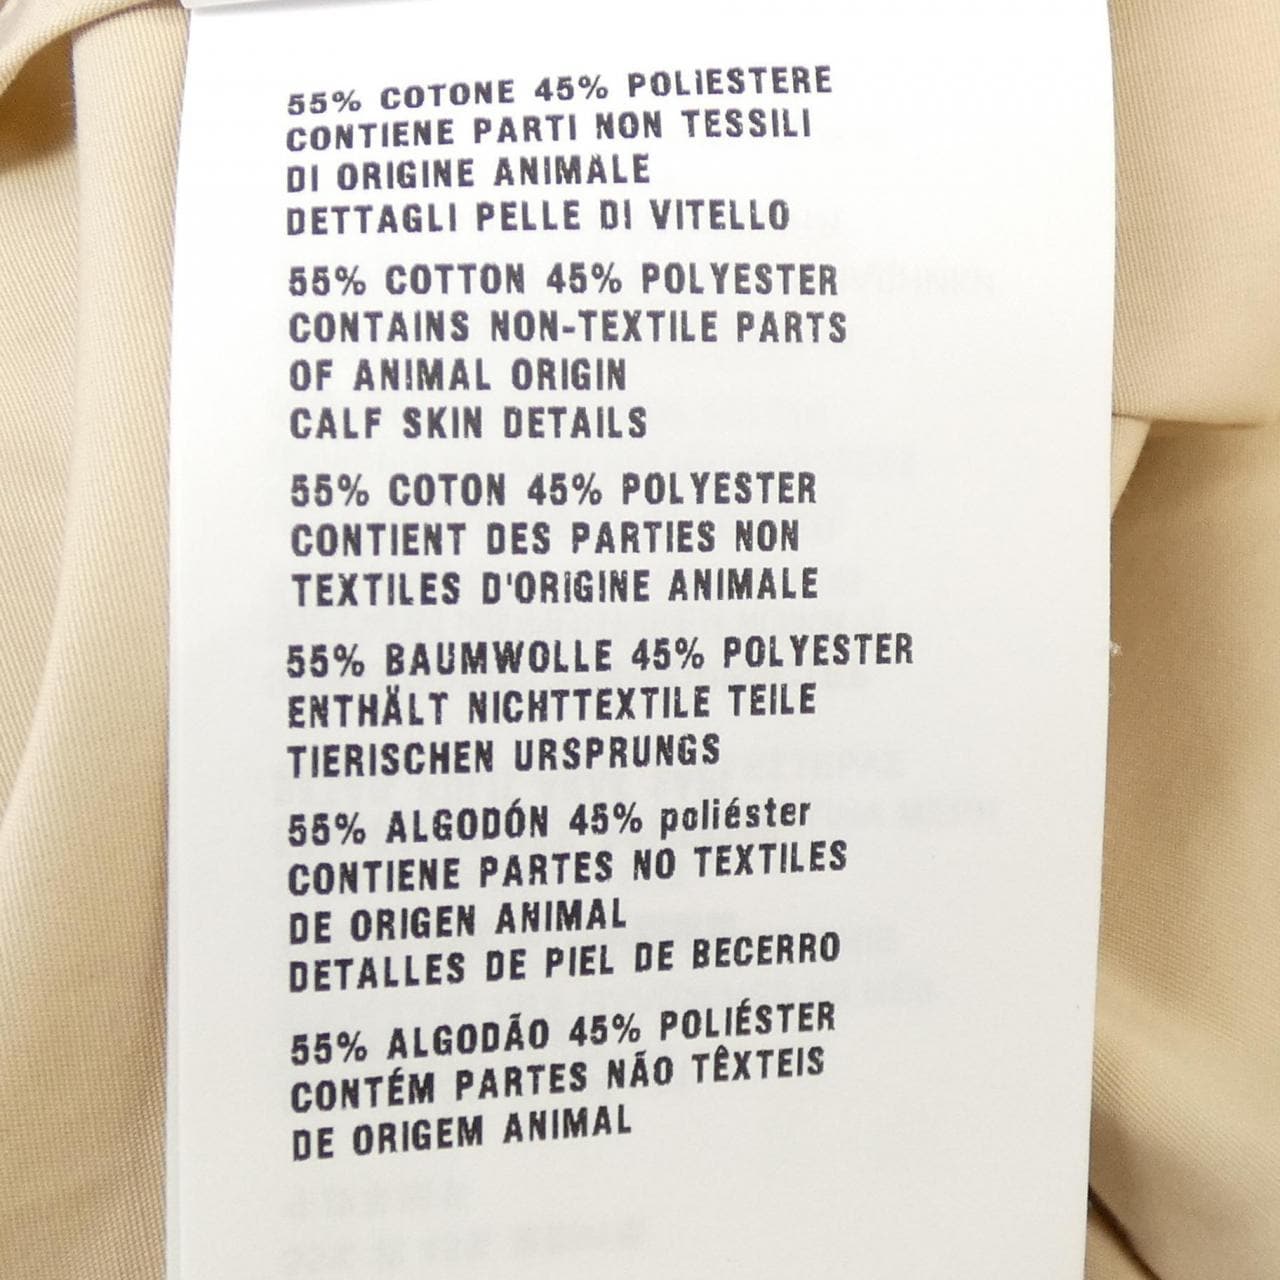 55% COTONE 45% POLIESTERE
CONTIENE PARTI NON TESSILI
DI ORIGINE ANIMALE
DETTAGLI PELLE DI VITELLO
55% COTTON 45% POLYESTER
CONTAINS NON-TEXTILE PARTS
OF ANIMAL ORIGIN
CALF SKIN DETAILS
55% COTON 45% POLYESTER
CONTIENT DES PARTIES NON
TEXTILES D'ORIGINE ANIMALE
55% BAUMWOLLE 45% POLYESTER
ENTHÄLT NICHTTEXTILE TEILE
TIERISCHEN URSPRUNGS
55% ALGODÓN 45% poliéster
CONTIENE PARTES NO TEXTILES
DE ORIGEN ANIMAL
DETALLES DE PIEL DE BECERRO
55% ALGODÃO 45% POLIÉSTER
CONTÉM PARTES NÃO TÊXTEIS
DE ORIGEM ANIMAL